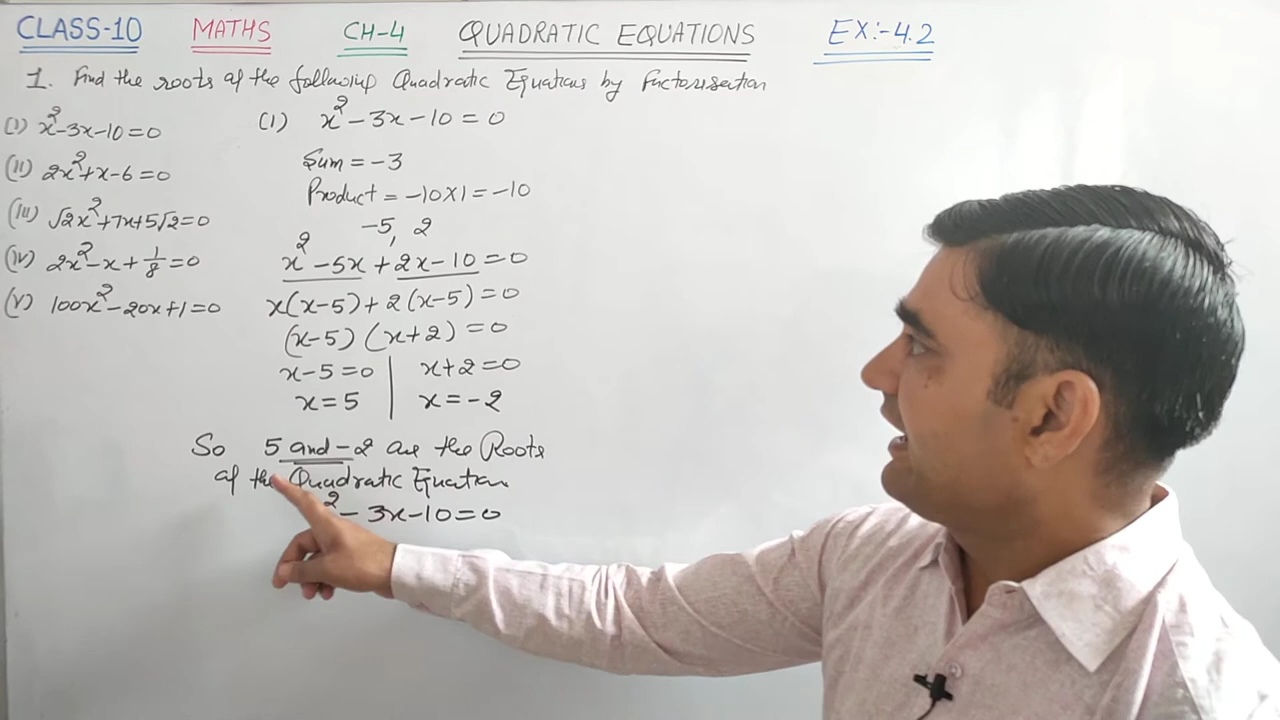 CLASS-10 MATHS CH-4 QUADRATIC EQUATIONS EX:-4.2
1. Find the roots of the following Quadratic Equations by Factorisation
(i) x²-3x-10=0
(ii) 2x²+x-6=0
(iii) √2x²+7x+5√2=0
(iv) 2x²-x+1/8=0
(v) 100x²-20x+1=0
(1) x²-3x-10=0
Sum = -3
Product = -10×1 = -10
-5, 2
x²-5x+2x-10=0
x(x-5)+2(x-5)=0
(x-5)(x+2)=0
x-5=0 | x+2=0
x=5 | x=-2
So 5 and -2 are the Roots
of the Quadratic Equation
²-3x-10=0